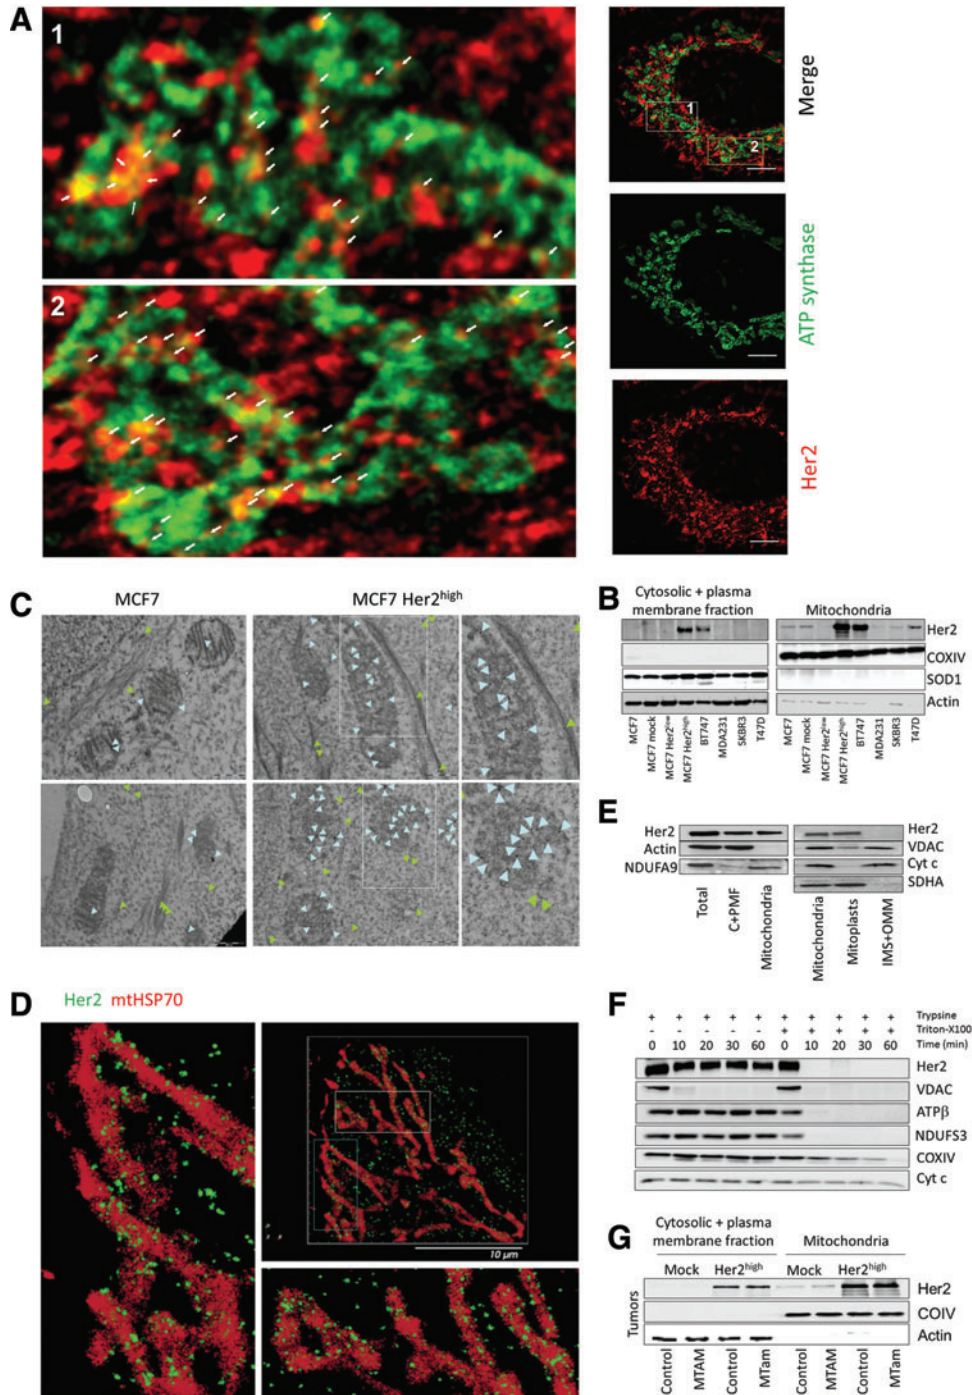 A
1
1
2
Merge
ATP synthase
2
Her2
C
MCF7
MCF7 Her2high
B
Cytosolic + plasma
membrane fraction
Mitochondria
Her2
COXIV
SOD1
Actin
MCF7
MCF7 mock
MCF7 Her2low
MCF7 Her2high
BT747
MDA231
SKBR3
T47D
MCF7
MCF7 mock
MCF7 Her2low
MCF7 Her2high
BT747
MDA231
SKBR3
T47D
E
Her2
Actin
NDUFA9
Her2
VDAC
Cyt c
SDHA
Total
C+PMF
Mitochondria
Mitochondria
Mitoplasts
IMS+OMM
D
Her2 mtHSP70
10 µm
F
+ + + + + + + + + + Trypsine
- - - - - + + + + + Triton-X100
0 10 20 30 60 0 10 20 30 60 Time (min)
Her2
VDAC
ATPβ
NDUFS3
COXIV
Cyt c
G
Cytosolic + plasma
membrane fraction
Mitochondria
Mock Her2high Mock Her2high
Tumors
Her2
COIV
Actin
Control
MTAM
Control
MTam
Control
MTAM
Control
MTam